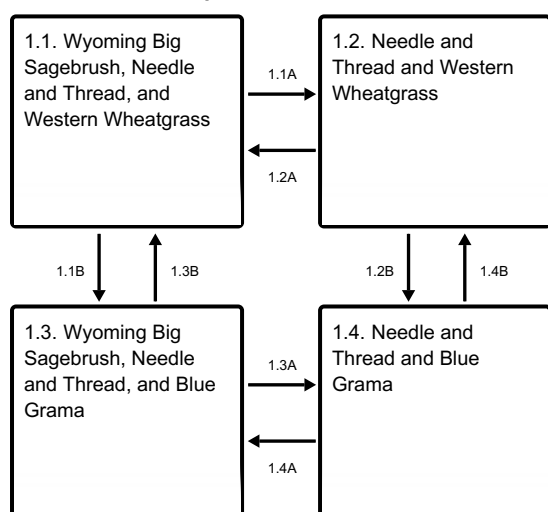 1.1. Wyoming Big
Sagebrush, Needle
and Thread, and
Western Wheatgrass
1.1A
1.2A
1.2. Needle and
Thread and Western
Wheatgrass
1.1B
1.3B
1.2B
1.4B
1.3. Wyoming Big
Sagebrush, Needle
and Thread, and Blue
Grama
1.3A
1.4A
1.4. Needle and
Thread and Blue
Grama